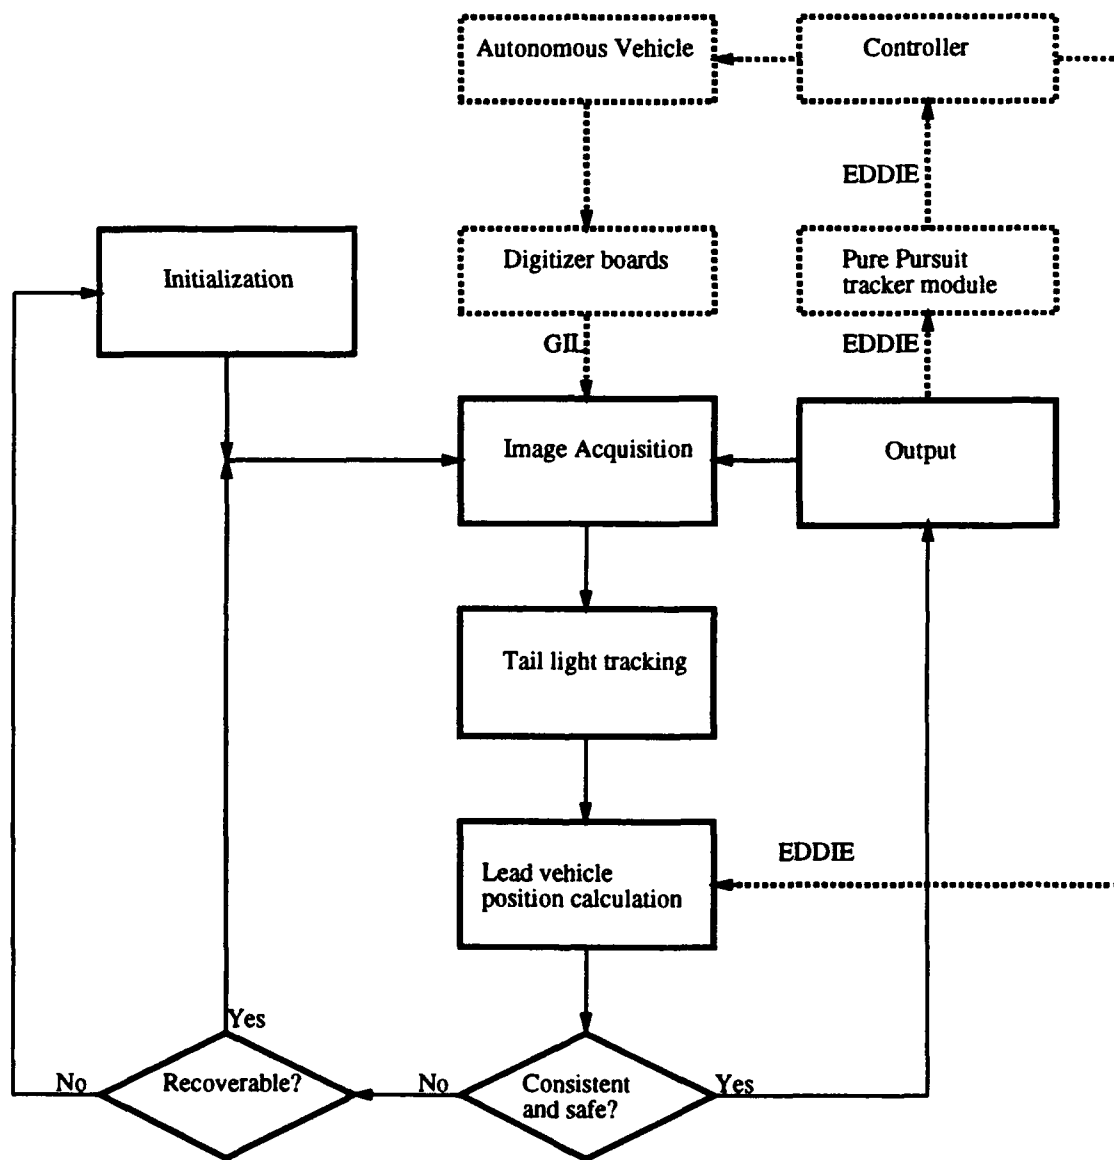 Autonomous Vehicle
Controller
EDDIE
Initialization
Digitizer boards
Pure Pursuit
tracker module
GIL
EDDIE
Image Acquisition
Output
Tail light tracking
EDDIE
Lead vehicle
position calculation
Yes
No
Recoverable?
No
Consistent
and safe?
Yes